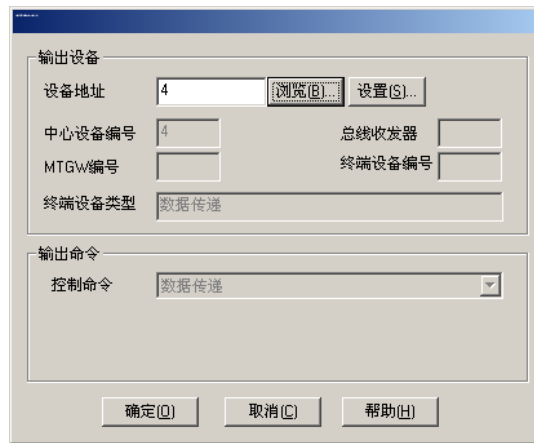 输出设备
设备地址 4 浏览(B)... 设置(S)...
中心设备编号 4 总线收发器
MTGW编号 终端设备编号
终端设备类型 数据传递
输出命令
控制命令 数据传递
确定(O) 取消(C) 帮助(H)